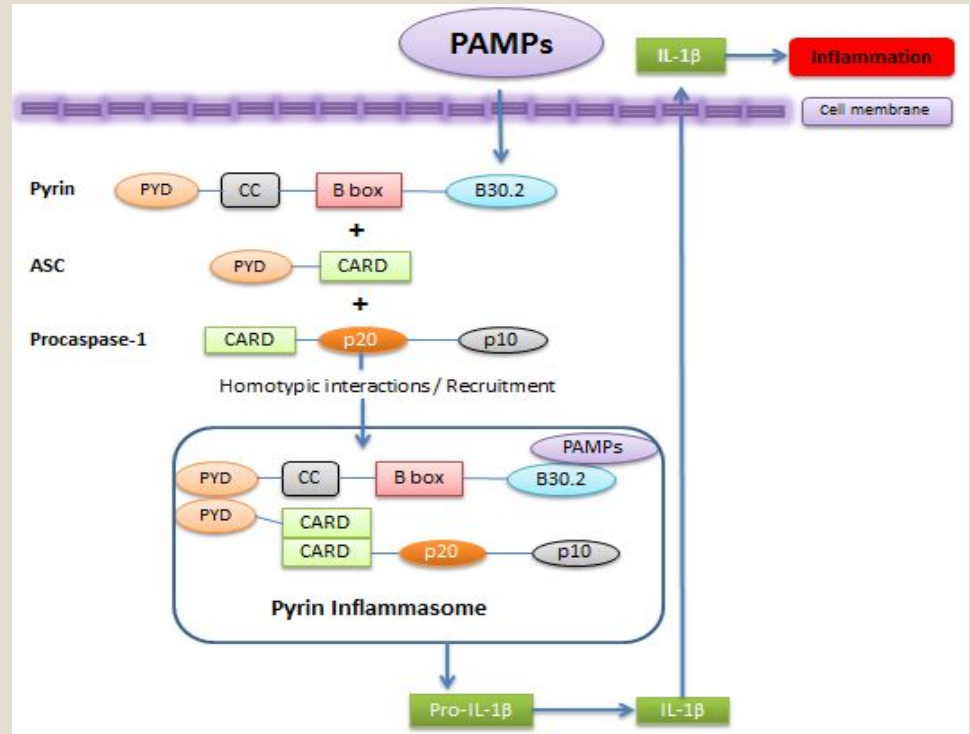 PAMPs
IL-1β
Inflammation
Cell membrane
Pyrin
PYD
CC
B box
B30.2
+
ASC
PYD
CARD
+
Procaspase-1
CARD
p20
p10
Homotypic interactions / Recruitment
PAMPs
PYD
CC
B box
B30.2
PYD
CARD
CARD
p20
p10
Pyrin Inflammasome
Pro-IL-1β
IL-1β